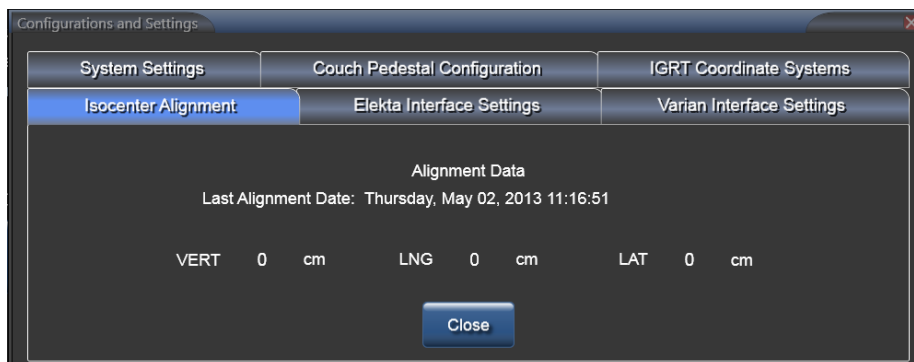 Configurations and Settings
System Settings Couch Pedestal Configuration IGRT Coordinate Systems
Isocenter Alignment Elekta Interface Settings Varian Interface Settings
Alignment Data
Last Alignment Date: Thursday, May 02, 2013 11:16:51
VERT 0 cm LNG 0 cm LAT 0 cm
Close